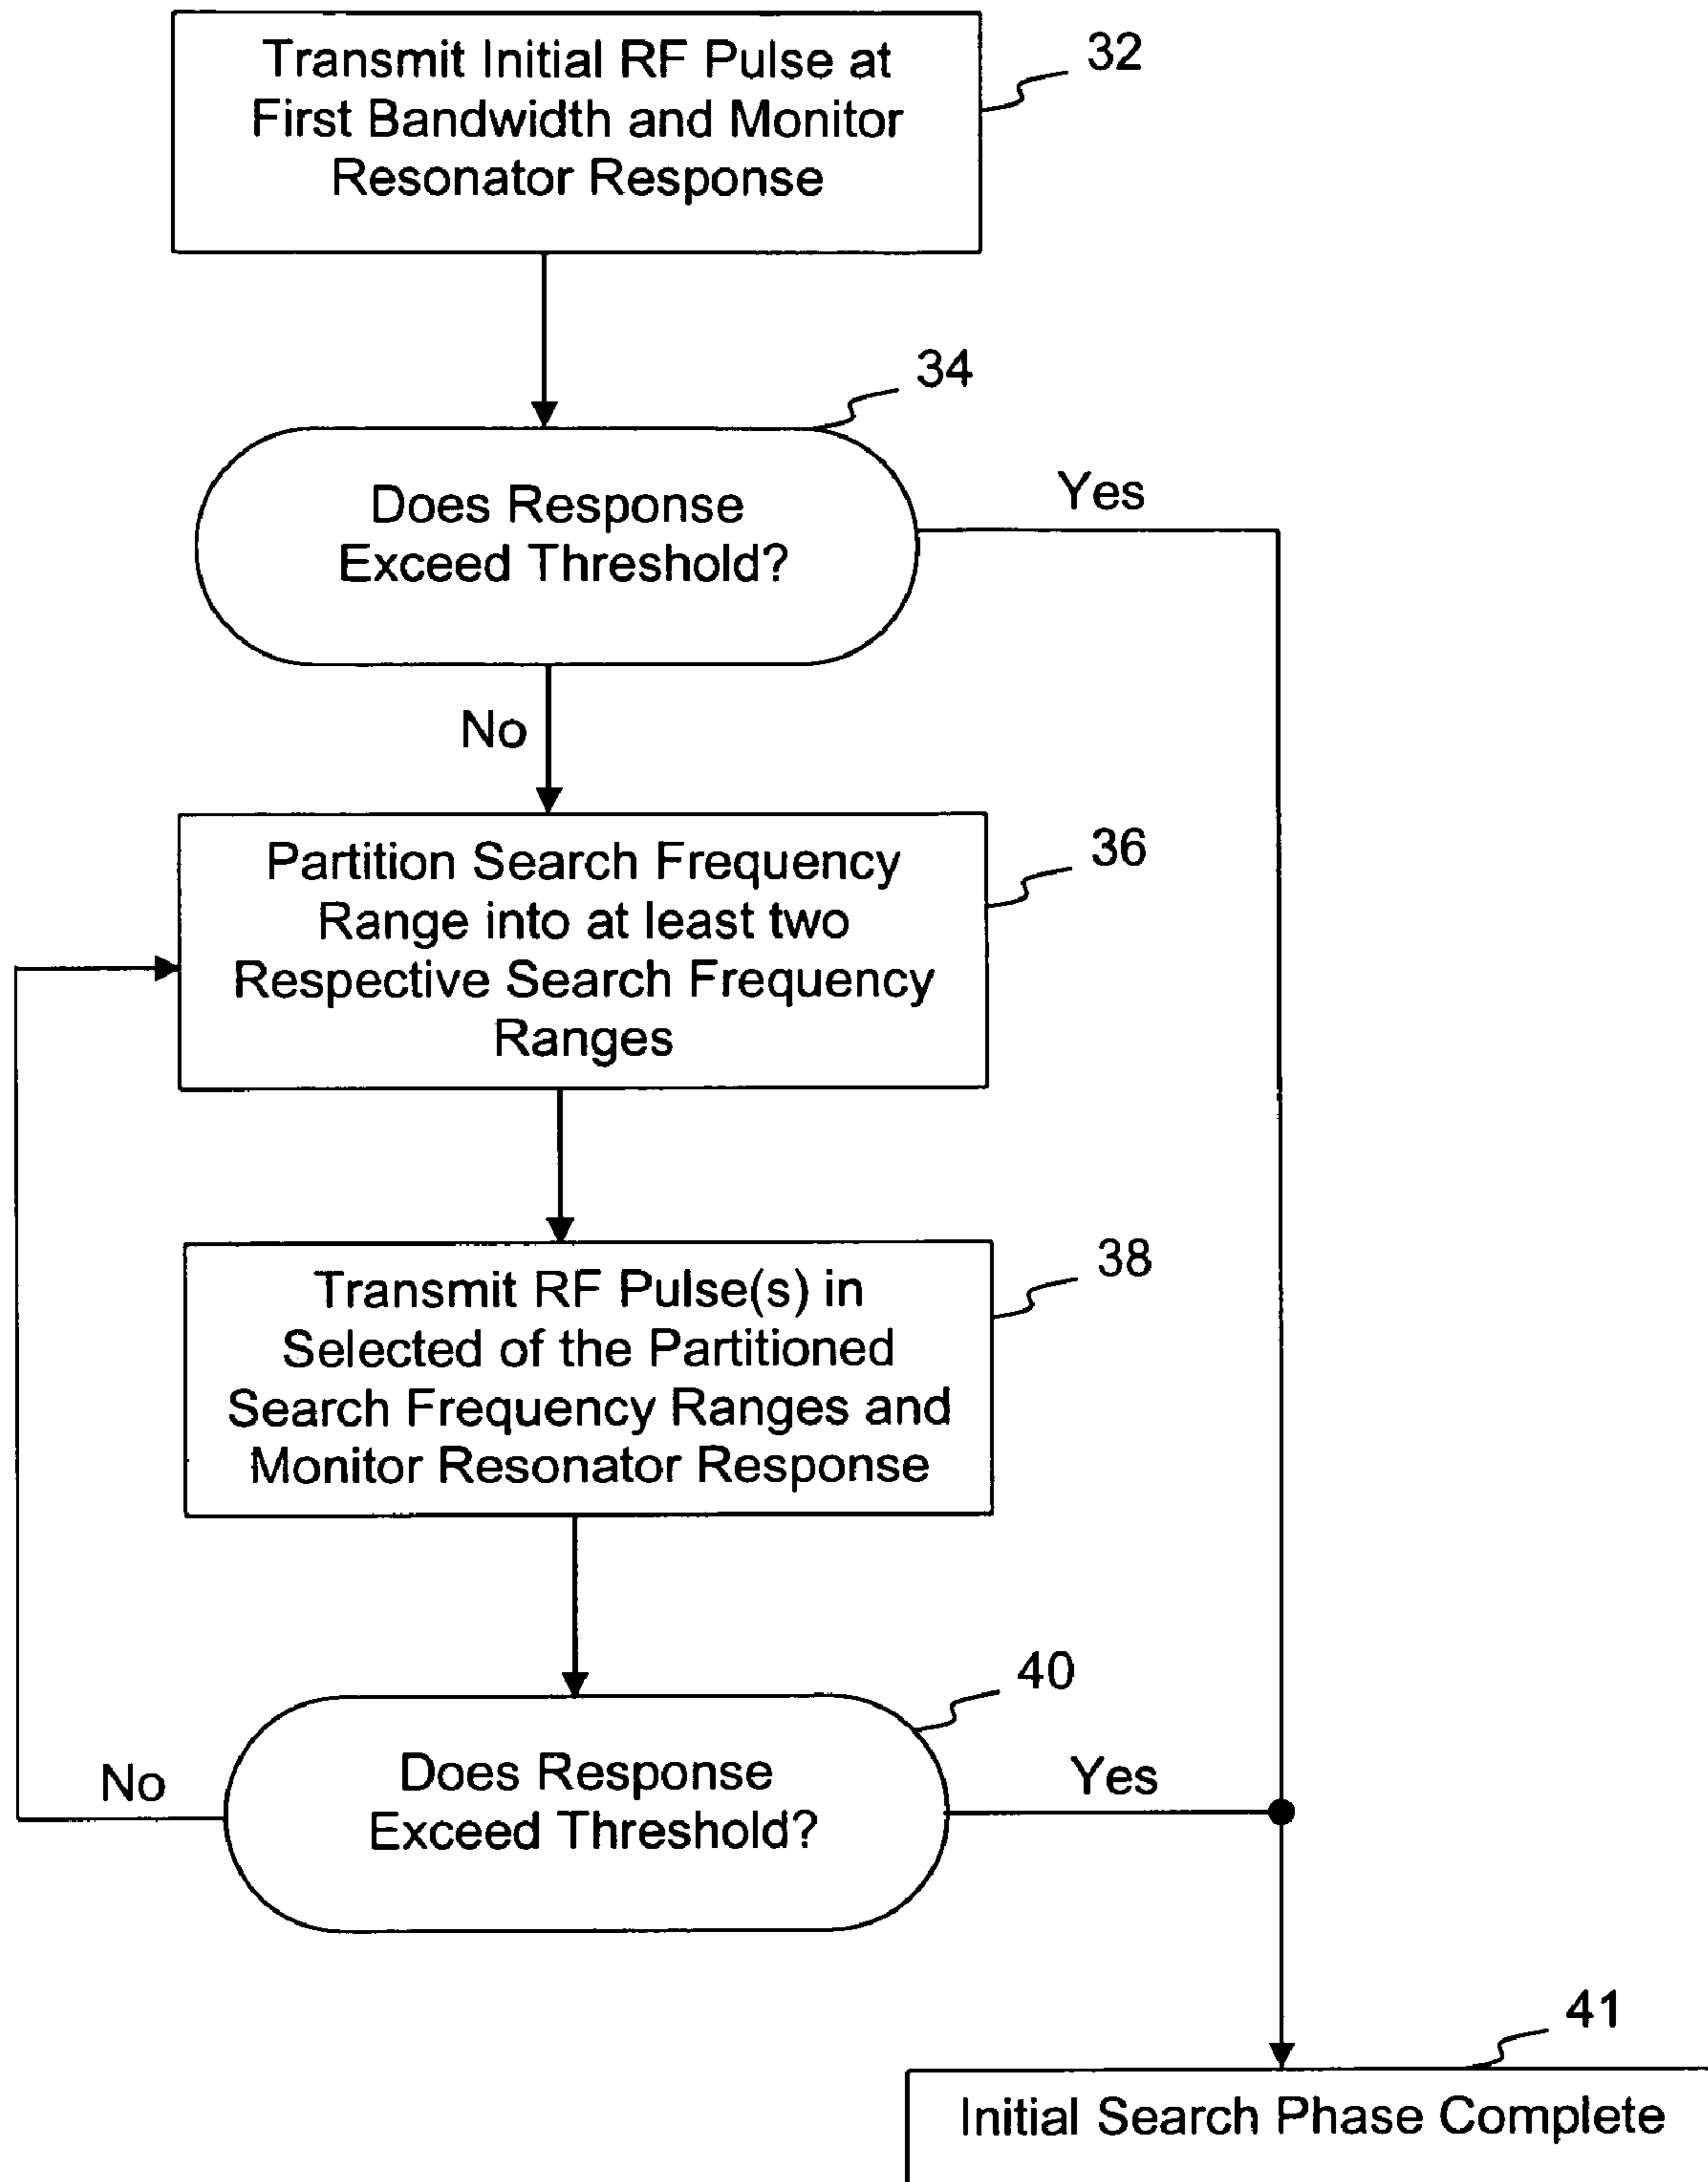 Transmit Initial RF Pulse at
First Bandwidth and Monitor
Resonator Response
32
34
Does Response
Exceed Threshold?
Yes
No
Partition Search Frequency
Range into at least two
Respective Search Frequency
Ranges
36
Transmit RF Pulse(s) in
Selected of the Partitioned
Search Frequency Ranges and
Monitor Resonator Response
38
40
Does Response
Exceed Threshold?
No
Yes
41
Initial Search Phase Complete